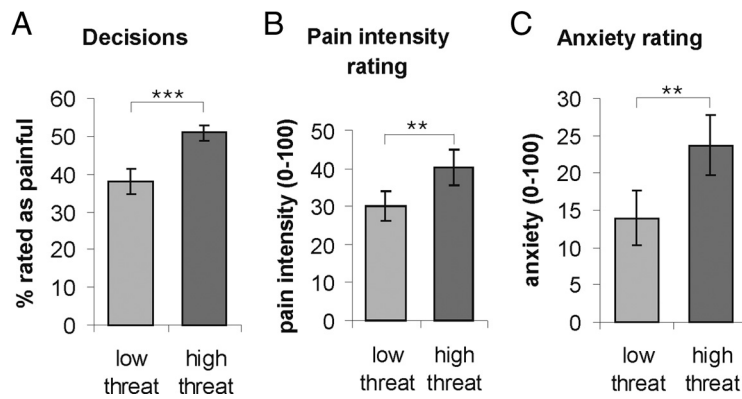 A
Decisions
% rated as painful
60
50
40
30
20
10
0
***
low
threat
high
threat
B
Pain intensity
rating
pain intensity (0-100)
50
40
30
20
10
0
**
low
threat
high
threat
C
Anxiety rating
anxiety (0-100)
30
25
20
15
10
5
0
**
low
threat
high
threat